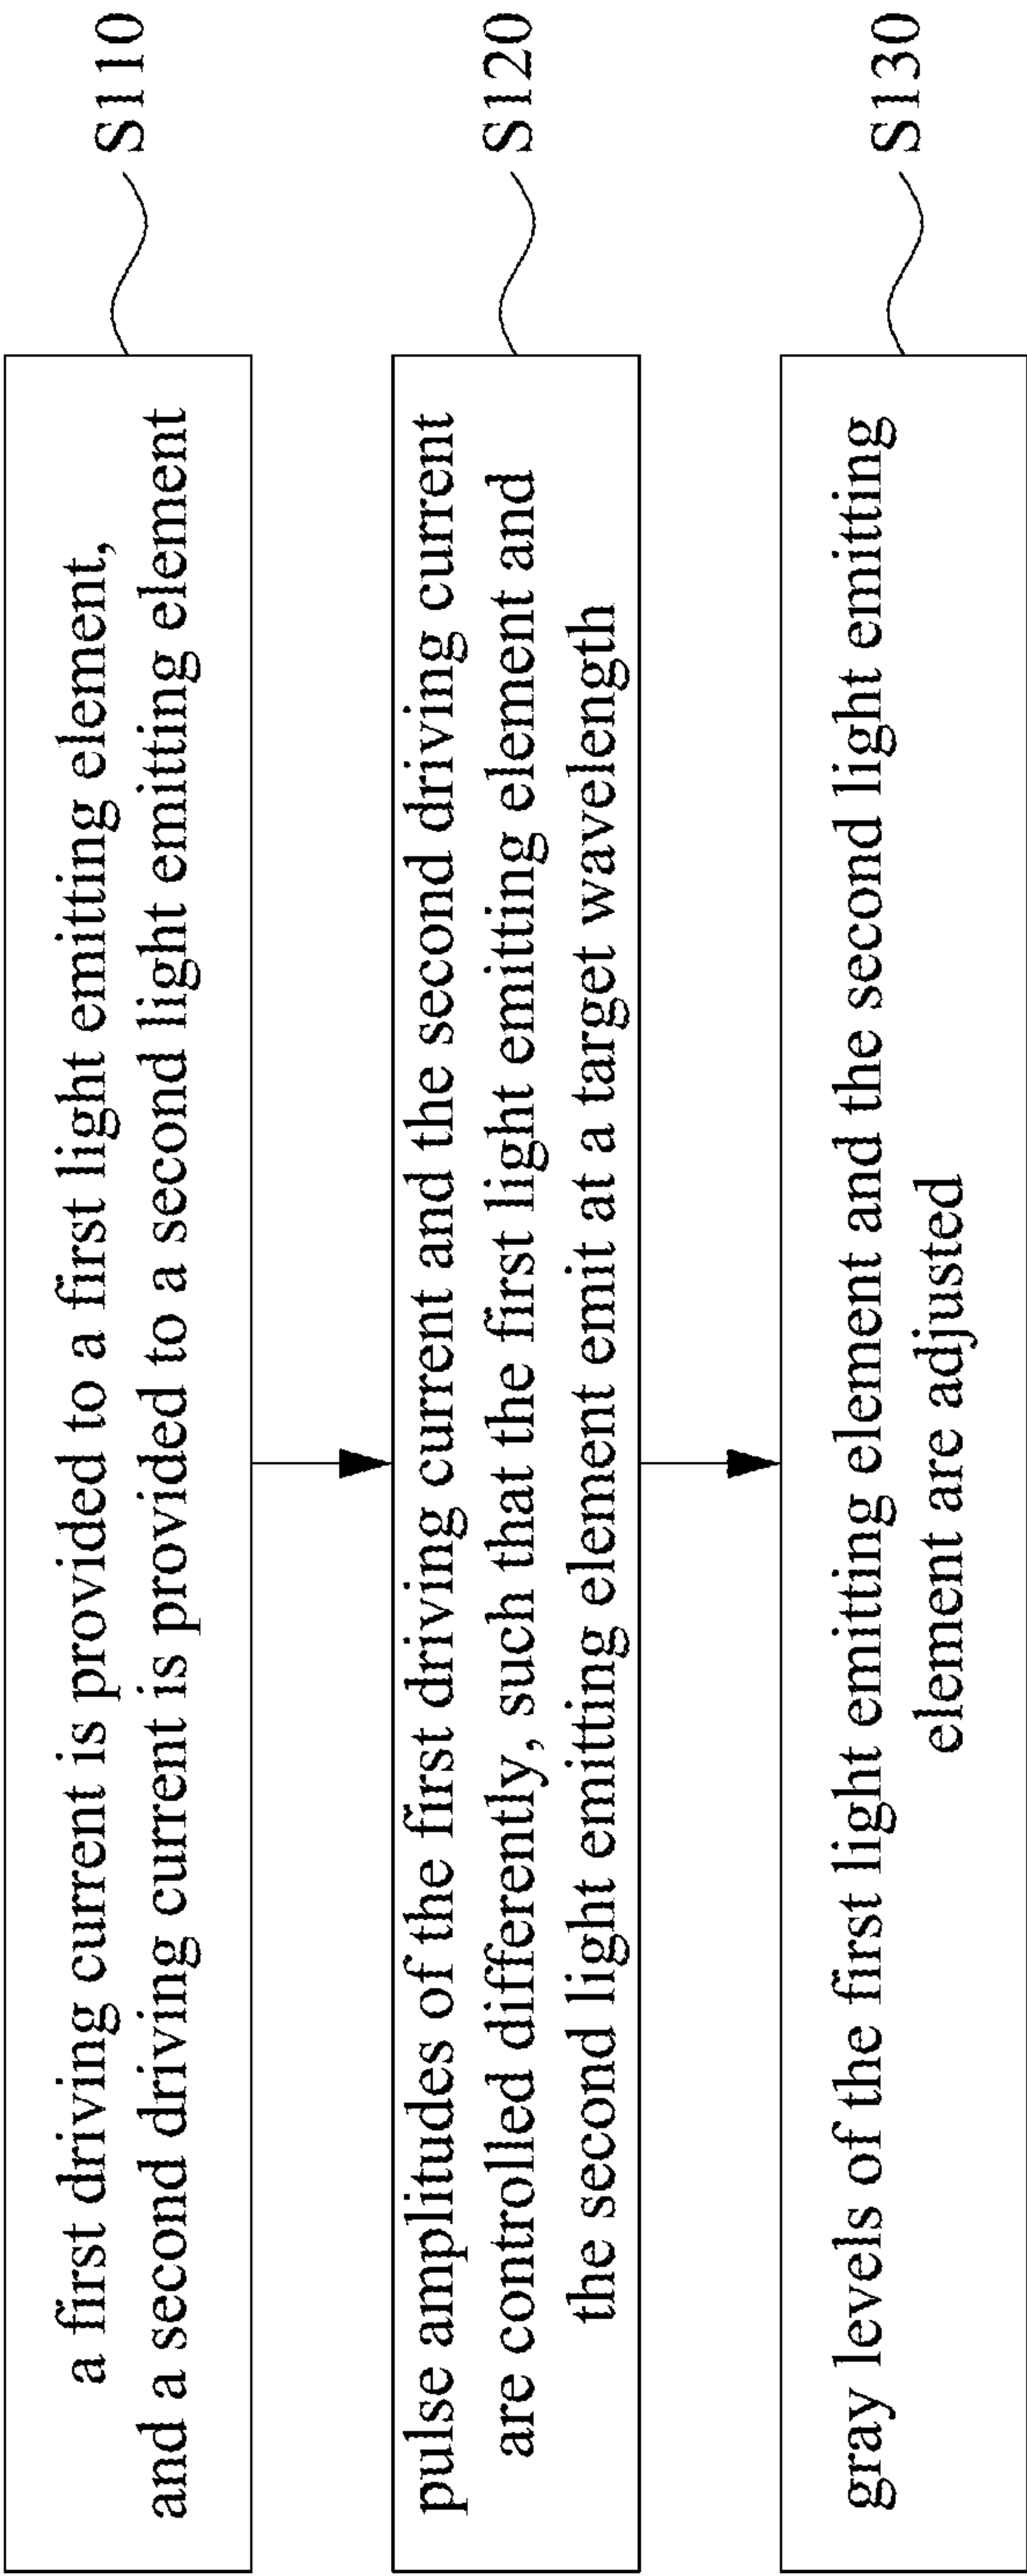 a first driving current is provided to a first light emitting element,
and a second driving current is provided to a second light emitting element
S110
pulse amplitudes of the first driving current and the second driving current
are controlled differently, such that the first light emitting element and
the second light emitting element emit at a target wavelength
S120
gray levels of the first light emitting element and the second light emitting
element are adjusted
S130